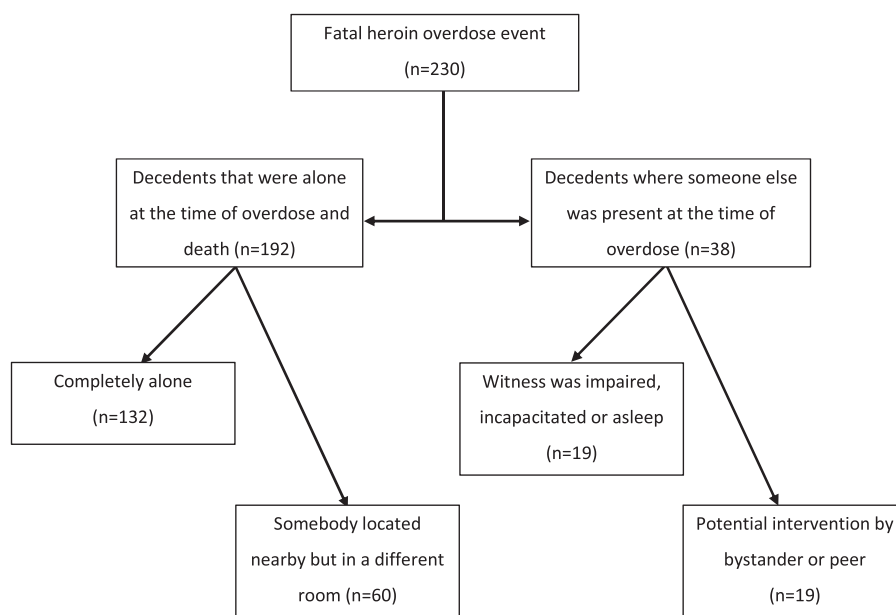 Fatal heroin overdose event
(n=230)
Decedents that were alone
at the time of overdose and
death (n=192)
Decedents where someone else
was present at the time of
overdose (n=38)
Completely alone
(n=132)
Witness was impaired,
incapacitated or asleep
(n=19)
Somebody located
nearby but in a different
room (n=60)
Potential intervention by
bystander or peer
(n=19)